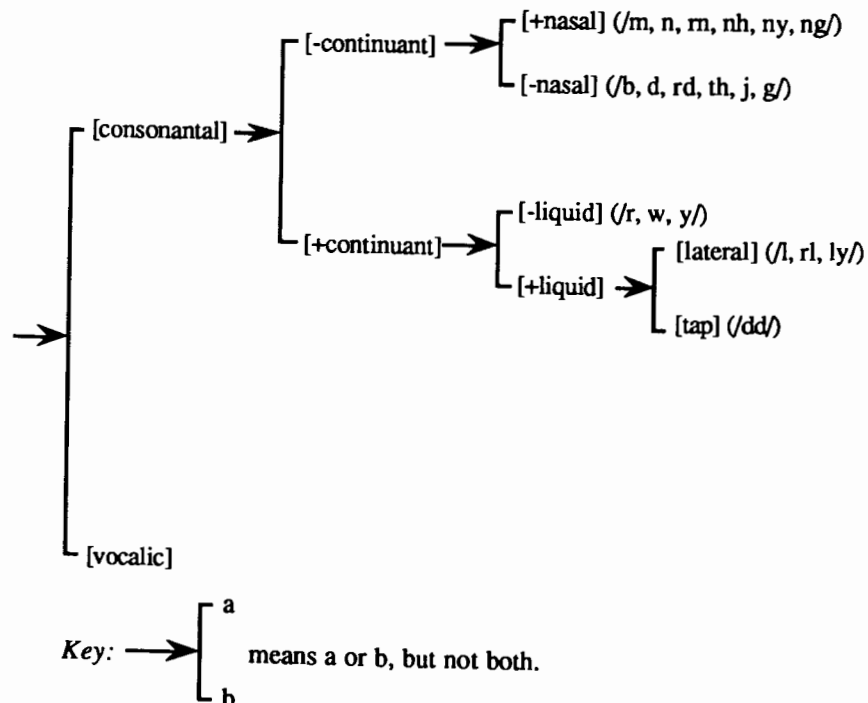 [+nasal] (/m, n, rn, nh, ny, ng/)
[-continuant]
[-nasal] (/b, d, rd, th, j, g/)
[consonantal]
[-liquid] (/r, w, y/)
[+continuant]
[lateral] (/l, rl, ly/)
[+liquid]
[tap] (/dd/)
[vocalic]
a
Key:
means a or b, but not both.
b